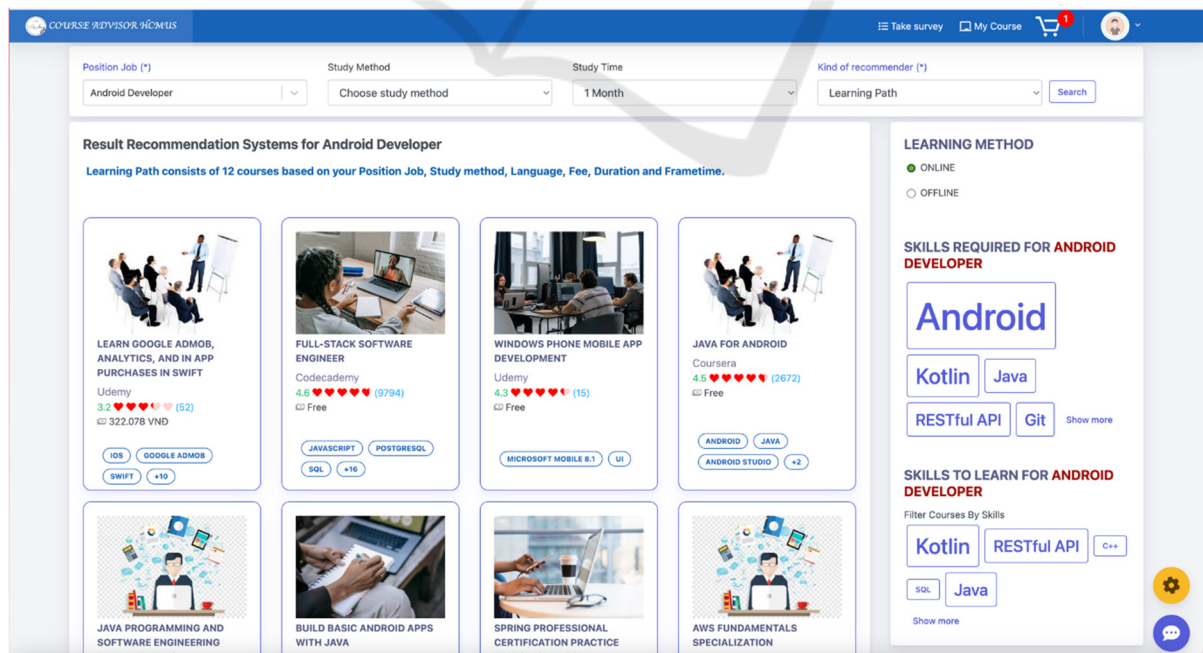 COURSE ADVISOR HCMUS
Take survey
My Course
1
Position Job (*)
Study Method
Study Time
Kind of recommender (*)
Android Developer
Choose study method
1 Month
Learning Path
Search
Result Recommendation Systems for Android Developer
Learning Path consists of 12 courses based on your Position Job, Study method, Language, Fee, Duration and Frametime.
LEARN GOOGLE ADMOB,
ANALYTICS, AND IN APP
PURCHASES IN SWIFT
Udemy
3.2 (52)
322.078 VNĐ
IOS
GOOGLE ADMOB
SWIFT
+10
FULL-STACK SOFTWARE
ENGINEER
Codecademy
4.6 (9794)
Free
JAVASCRIPT
POSTGRESQL
SQL
+16
WINDOWS PHONE MOBILE APP
DEVELOPMENT
Udemy
4.3 (15)
Free
MICROSOFT MOBILE 8.1
UI
JAVA FOR ANDROID
Coursera
4.5 (2672)
Free
ANDROID
JAVA
ANDROID STUDIO
+2
JAVA PROGRAMMING AND
SOFTWARE ENGINEERING
BUILD BASIC ANDROID APPS
WITH JAVA
SPRING PROFESSIONAL
CERTIFICATION PRACTICE
AWS FUNDAMENTALS
SPECIALIZATION
LEARNING METHOD
ONLINE
OFFLINE
SKILLS REQUIRED FOR ANDROID
DEVELOPER
Android
Kotlin
Java
RESTful API
Git
Show more
SKILLS TO LEARN FOR ANDROID
DEVELOPER
Filter Courses By Skills
Kotlin
RESTful API
C++
SQL
Java
Show more